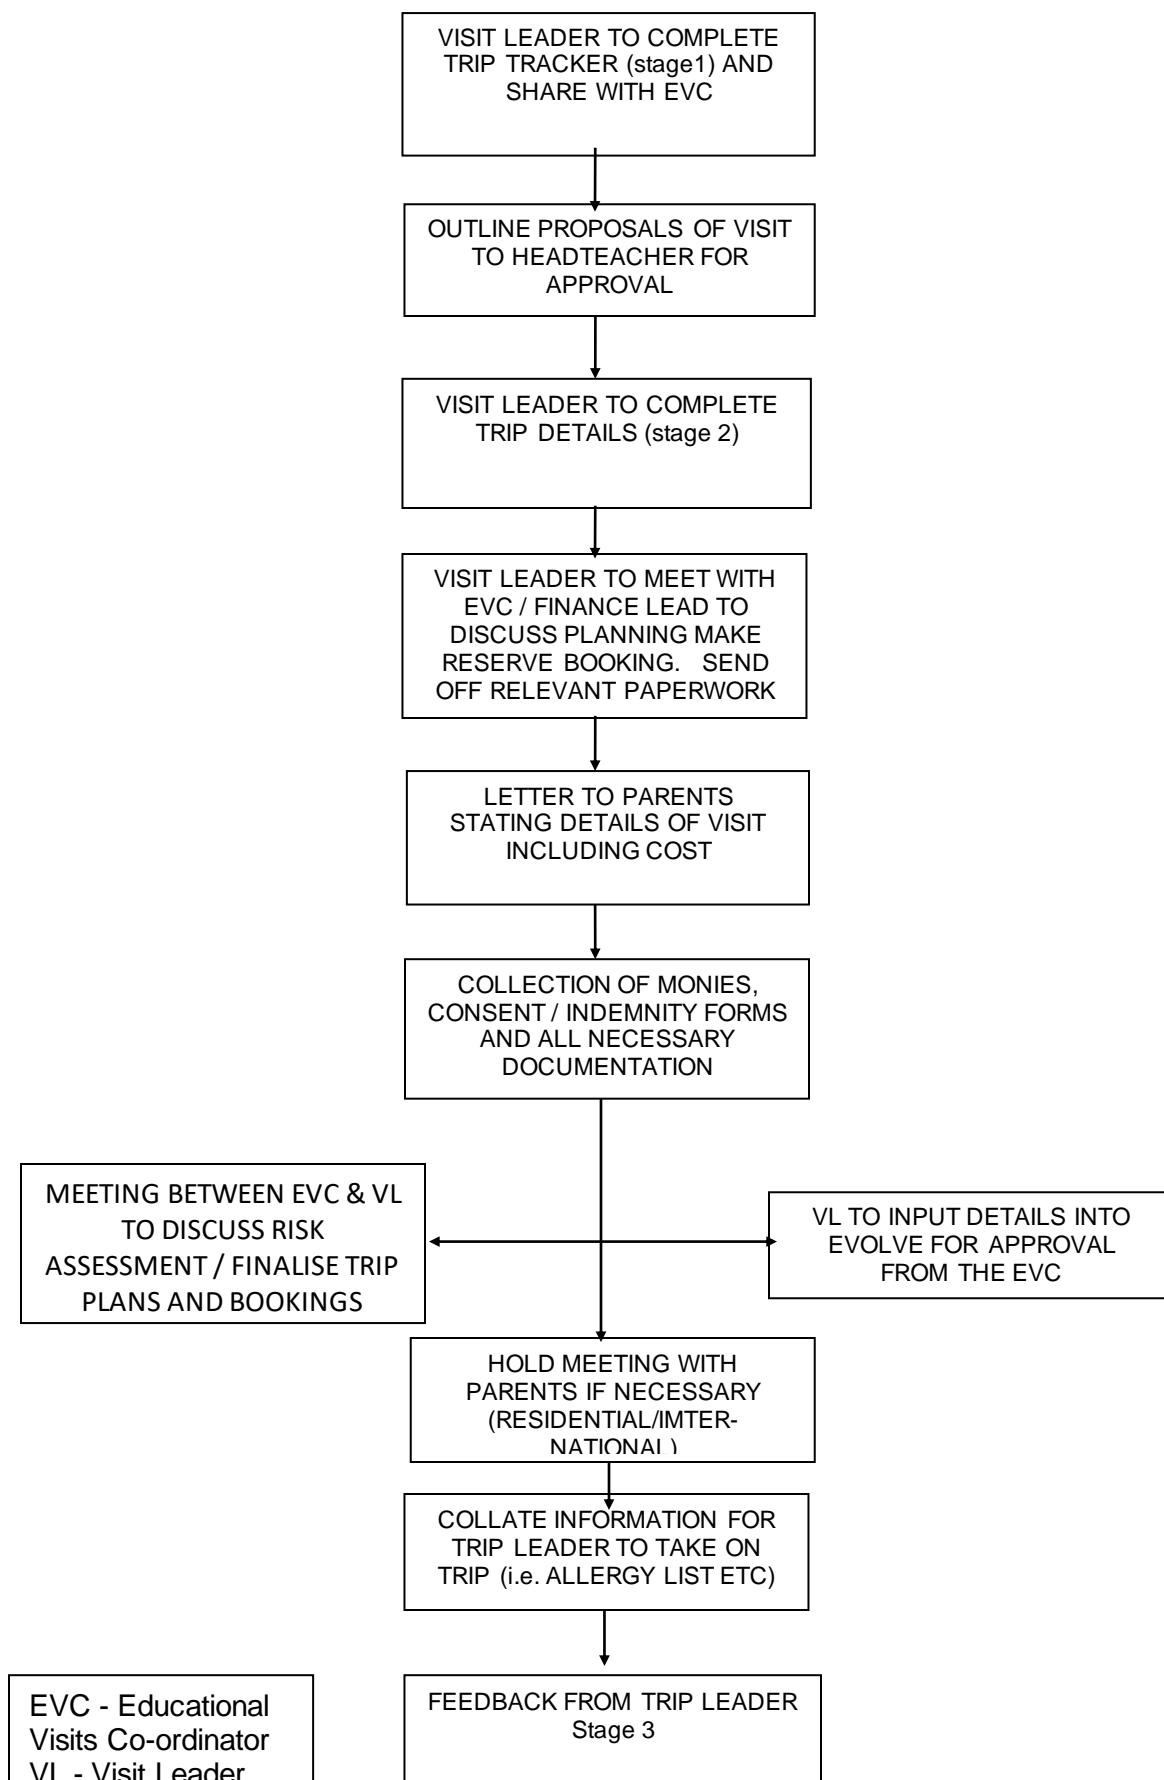 VISIT LEADER TO COMPLETE
TRIP TRACKER (stage1) AND
SHARE WITH EVC
OUTLINE PROPOSALS OF VISIT
TO HEADTEACHER FOR
APPROVAL
VISIT LEADER TO COMPLETE
TRIP DETAILS (stage 2)
VISIT LEADER TO MEET WITH
EVC / FINANCE LEAD TO
DISCUSS PLANNING MAKE
RESERVE BOOKING. SEND
OFF RELEVANT PAPERWORK
LETTER TO PARENTS
STATING DETAILS OF VISIT
INCLUDING COST
COLLECTION OF MONIES,
CONSENT / INDEMNITY FORMS
AND ALL NECESSARY
DOCUMENTATION
MEETING BETWEEN EVC & VL
TO DISCUSS RISK
ASSESSMENT / FINALISE TRIP
PLANS AND BOOKINGS
VL TO INPUT DETAILS INTO
EVOLVE FOR APPROVAL
FROM THE EVC
HOLD MEETING WITH
PARENTS IF NECESSARY
(RESIDENTIAL/IMTER-
NATIONAL)
COLLATE INFORMATION FOR
TRIP LEADER TO TAKE ON
TRIP (i.e. ALLERGY LIST ETC)
EVC - Educational
Visits Co-ordinator
VL - Visit Leader
FEEDBACK FROM TRIP LEADER
Stage 3